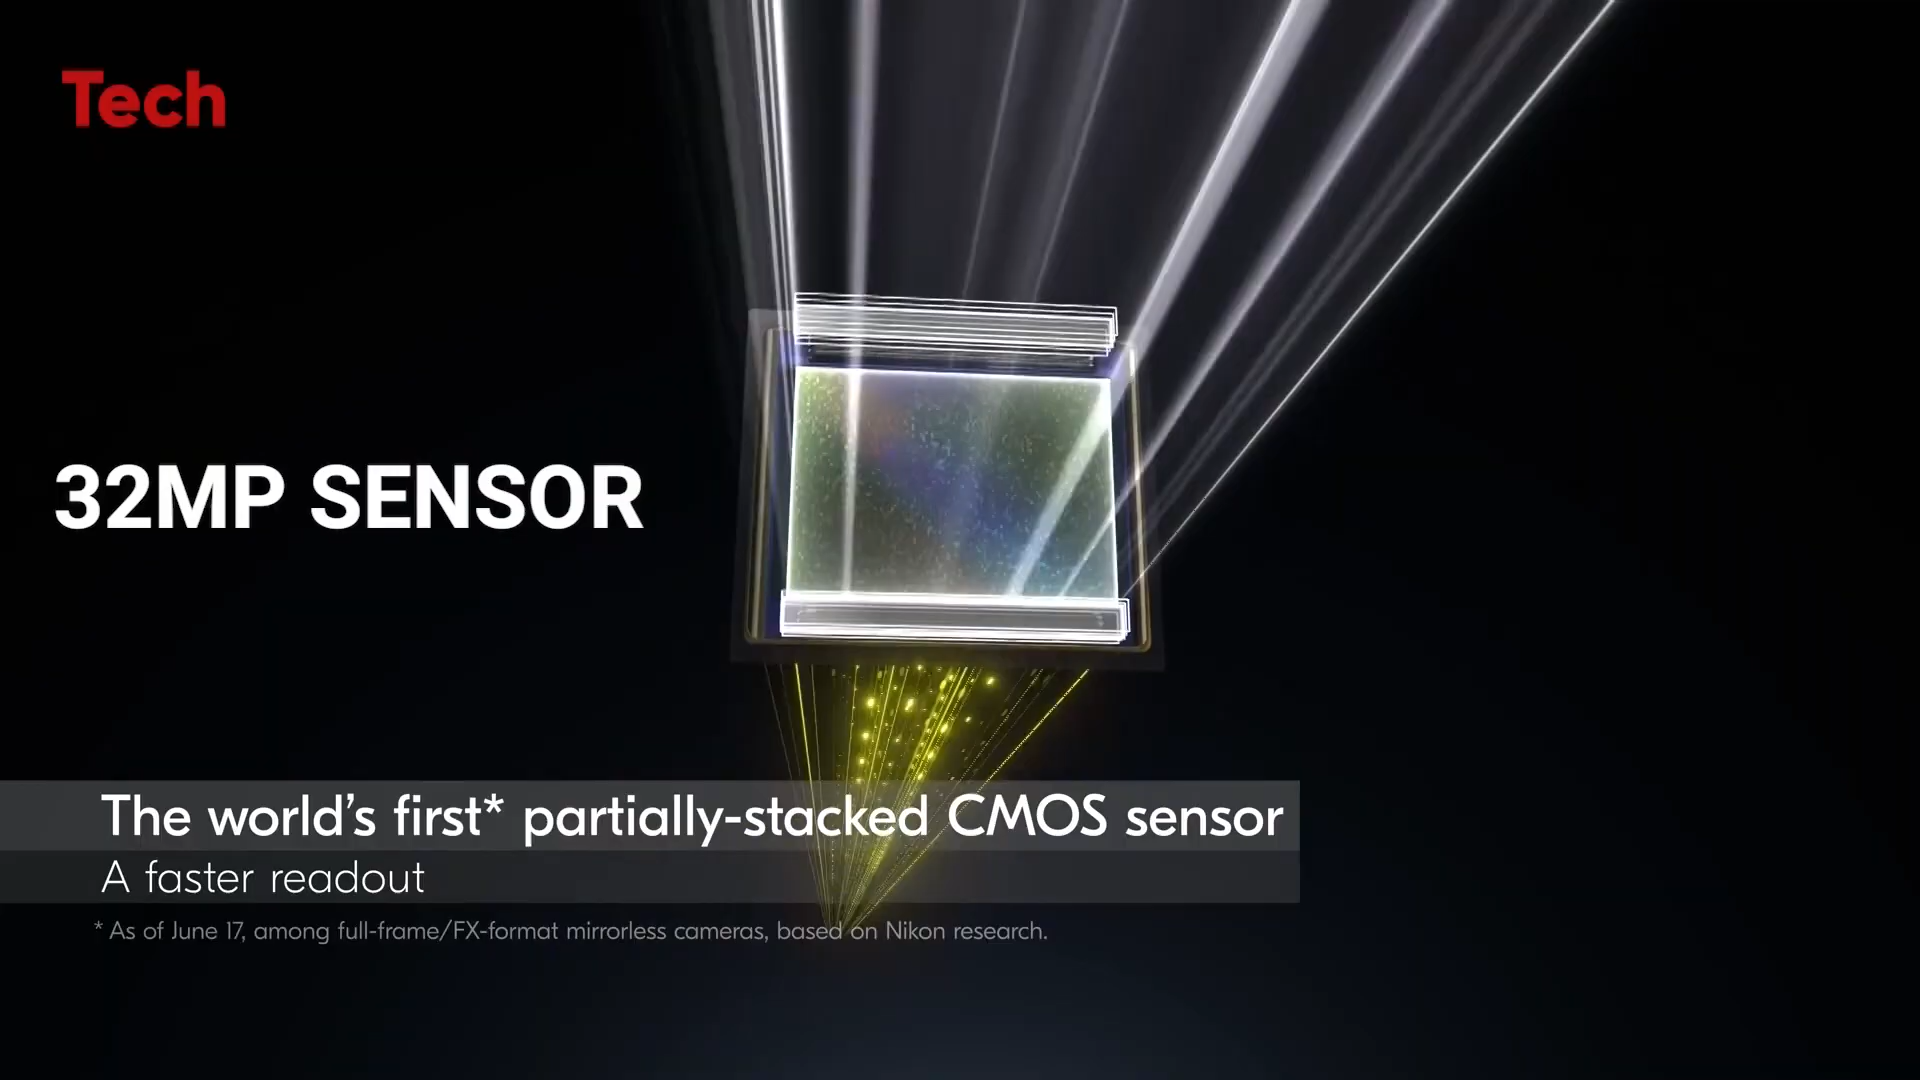 Tech
32MP SENSOR
The world's first* partially-stacked CMOS sensor
A faster readout
* As of June 17, among full-frame/FX-format mirrorless cameras, based on Nikon research.